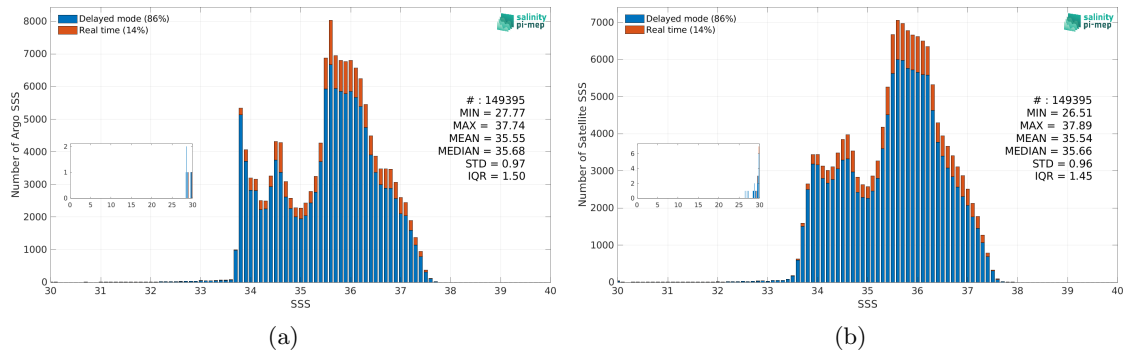 Delayed mode (86%)
Real time (14%)
salinity
pi-mep
Number of Argo SSS
8000
7000
6000
5000
4000
3000
2000
1000
0
# : 149395
MIN = 27.77
MAX = 37.74
MEAN = 35.55
MEDIAN = 35.68
STD = 0.97
IQR = 1.50
2
1
0
0 5 10 15 20 25 30
30 31 32 33 34 35 36 37 38 39 40
SSS
(a)
Delayed mode (86%)
Real time (14%)
salinity
pi-mep
Number of Satellite SSS
7000
6000
5000
4000
3000
2000
1000
0
# : 149395
MIN = 26.51
MAX = 37.89
MEAN = 35.54
MEDIAN = 35.66
STD = 0.96
IQR = 1.45
6
4
2
0
0 5 10 15 20 25 30
30 31 32 33 34 35 36 37 38 39 40
SSS
(b)